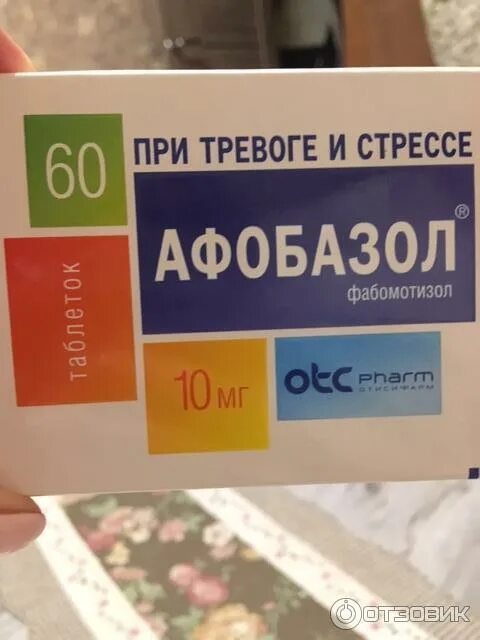 60
ПРИ ТРЕВОГЕ И СТРЕССЕ
АФОБАЗОЛ®
фабомотизол
таблеток
10 мг
otc pharm
ОТИСИФАРМ
ОТЗОВИК